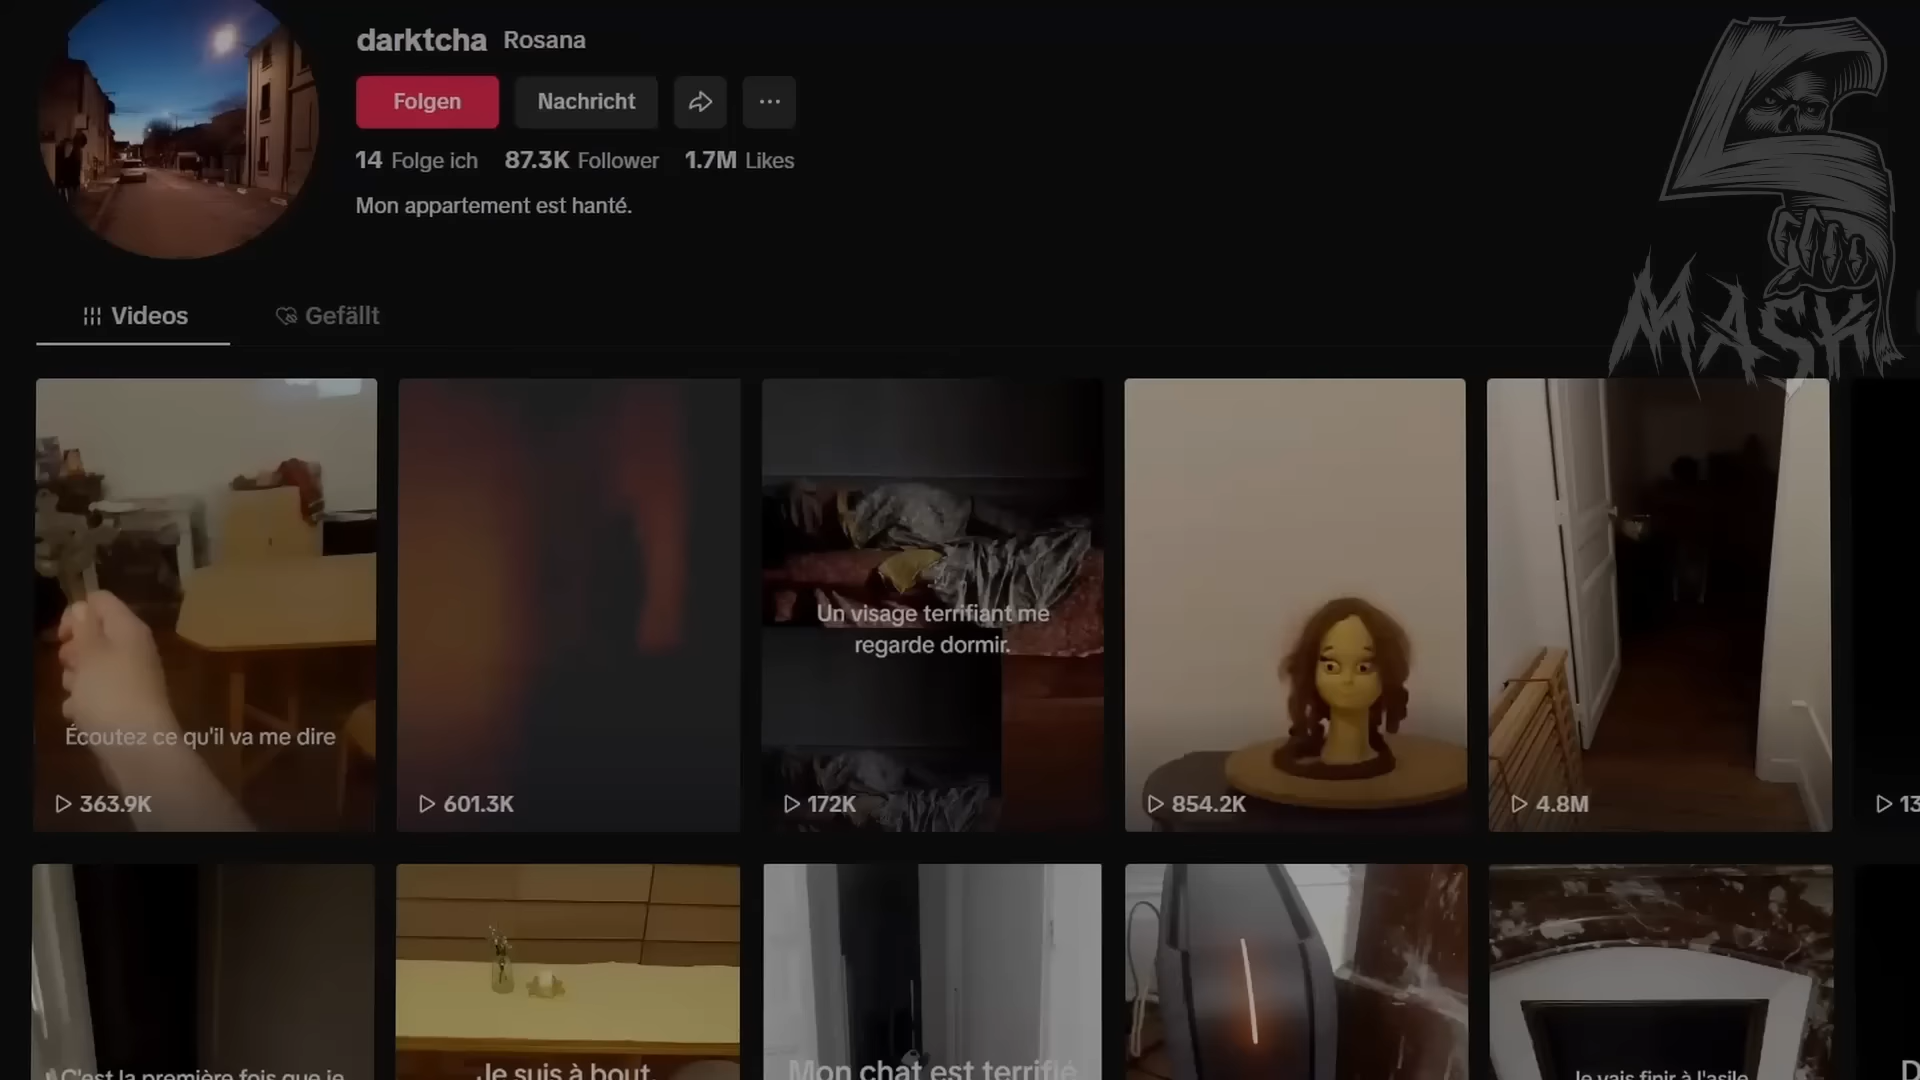 darktcha Rosana
Folgen Nachricht
14 Folge ich 87.3K Follower 1.7M Likes
Mon appartement est hanté.
Videos Gefällt
MASK
Un visage terrifiant me
regarde dormir.
Écoutez ce qu'il va me dire
363.9K 601.3K 172K 854.2K 4.8M 13
C'est la première fois que je
Je suis à bout.
Mon chat est terrifié
Je vais finir à l'asile
D